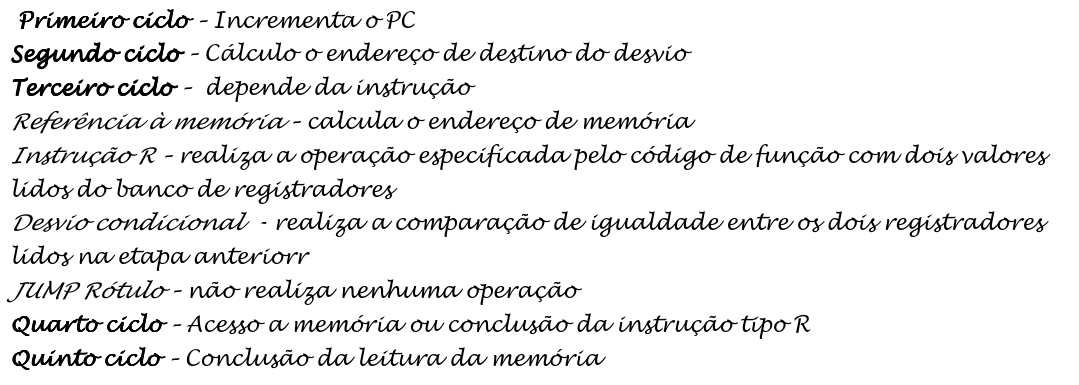 Primeiro ciclo – Incrementa o PC
Segundo ciclo – Cálculo o endereço de destino do desvio
Terceiro ciclo –  depende da instrução
Referência à memória – calcula o endereço de memória
Instrução R – realiza a operação especificada pelo código de função com dois valores
lidos do banco de registradores
Desvio condicional  - realiza a comparação de igualdade entre os dois registradores
lidos na etapa anteriorr
JUMP Rótulo – não realiza nenhuma operação
Quarto ciclo – Acesso a memória ou conclusão da instrução tipo R
Quinto ciclo – Conclusão da leitura da memória